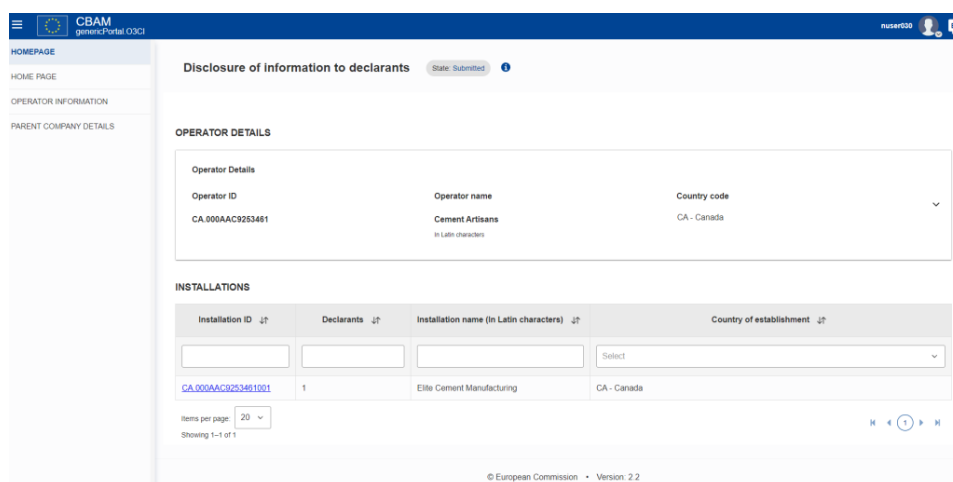 CBAM
genericPortal.O3CI
nuser030
HOMEPAGE
HOME PAGE
OPERATOR INFORMATION
PARENT COMPANY DETAILS
Disclosure of information to declarants State: Submitted
OPERATOR DETAILS
Operator Details
Operator ID Operator name Country code
CA.000AAC9253461 Cement Artisans CA - Canada
In Latin characters
INSTALLATIONS
Installation ID Declarants Installation name (In Latin characters) Country of establishment
Select
CA.000AAC9253461001 1 Elite Cement Manufacturing CA - Canada
Items per page: 20
1
Showing 1–1 of 1
© European Commission • Version: 2.2